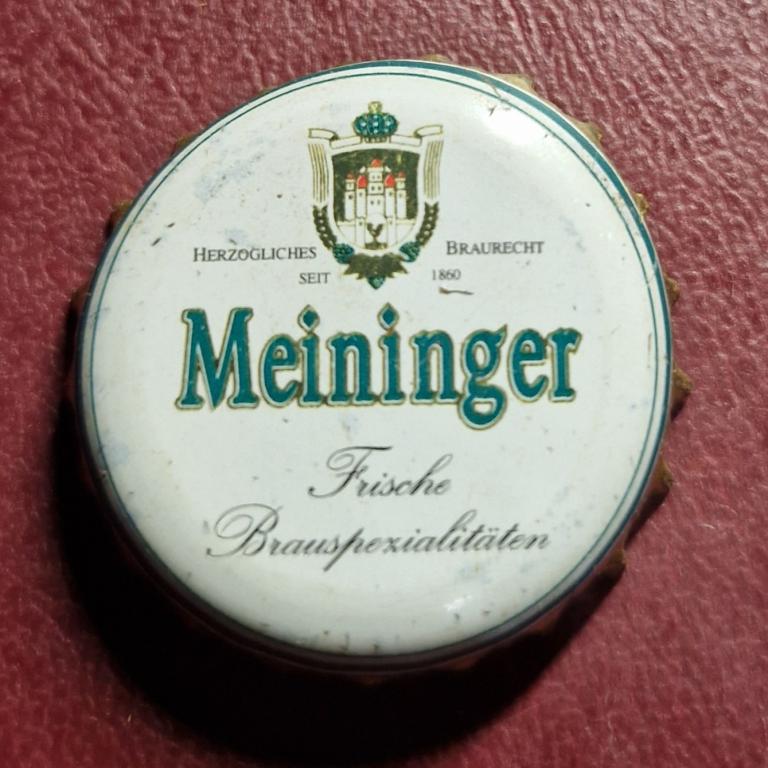 HERZOGLICHES BRAURECHT
SEIT 1860
Meininger
Frische
Brauspezialitäten